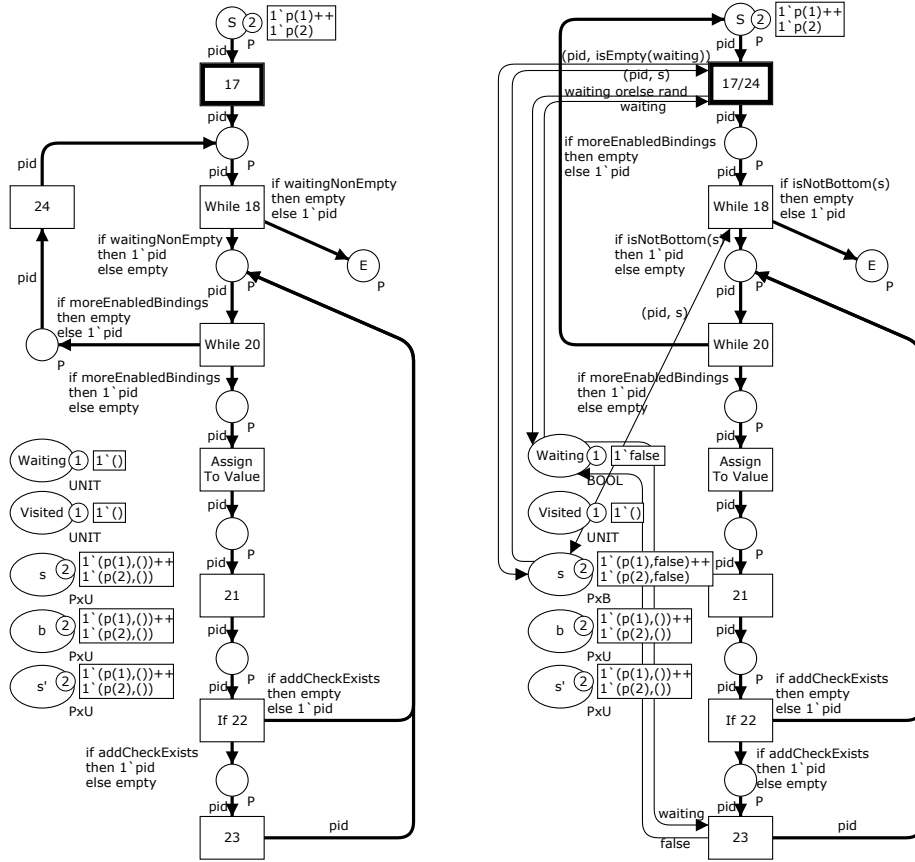 S
2
1`p(1)++
1`p(2)
pid
P
17
pid
P
pid
pid
24
While 18
if waitingNonEmpty
then empty
else 1`pid
if waitingNonEmpty
then 1`pid
else empty
pid
E
P
P
pid
if moreEnabledBindings
then empty
else 1`pid
P
While 20
if moreEnabledBindings
then 1`pid
else empty
P
pid
Waiting
1
1`()
UNIT
Assign
To Value
Visited
1
1`()
UNIT
P
pid
s
2
1`(p(1),())++
1`(p(2),())
PxU
21
b
2
1`(p(1),())++
1`(p(2),())
PxU
P
pid
s'
2
1`(p(1),())++
1`(p(2),())
PxU
if addCheckExists
then empty
else 1`pid
If 22
if addCheckExists
then 1`pid
else empty
P
pid
23
pid
S
2
1`p(1)++
1`p(2)
pid
P
(pid, isEmpty(waiting))
(pid, s)
waiting orelse rand
waiting
17/24
pid
if moreEnabledBindings
then empty
else 1`pid
P
pid
While 18
if isNotBottom(s)
then empty
else 1`pid
if isNotBottom(s)
then 1`pid
else empty
E
P
P
pid
(pid, s)
While 20
if moreEnabledBindings
then 1`pid
else empty
P
pid
Waiting
1
1`false
BOOL
Assign
To Value
Visited
1
1`()
UNIT
P
pid
s
2
1`(p(1),false)++
1`(p(2),false)
PxB
21
b
2
1`(p(1),())++
1`(p(2),())
PxU
P
pid
s'
2
1`(p(1),())++
1`(p(2),())
PxU
if addCheckExists
then empty
else 1`pid
If 22
if addCheckExists
then 1`pid
else empty
P
pid
waiting
false
23
pid